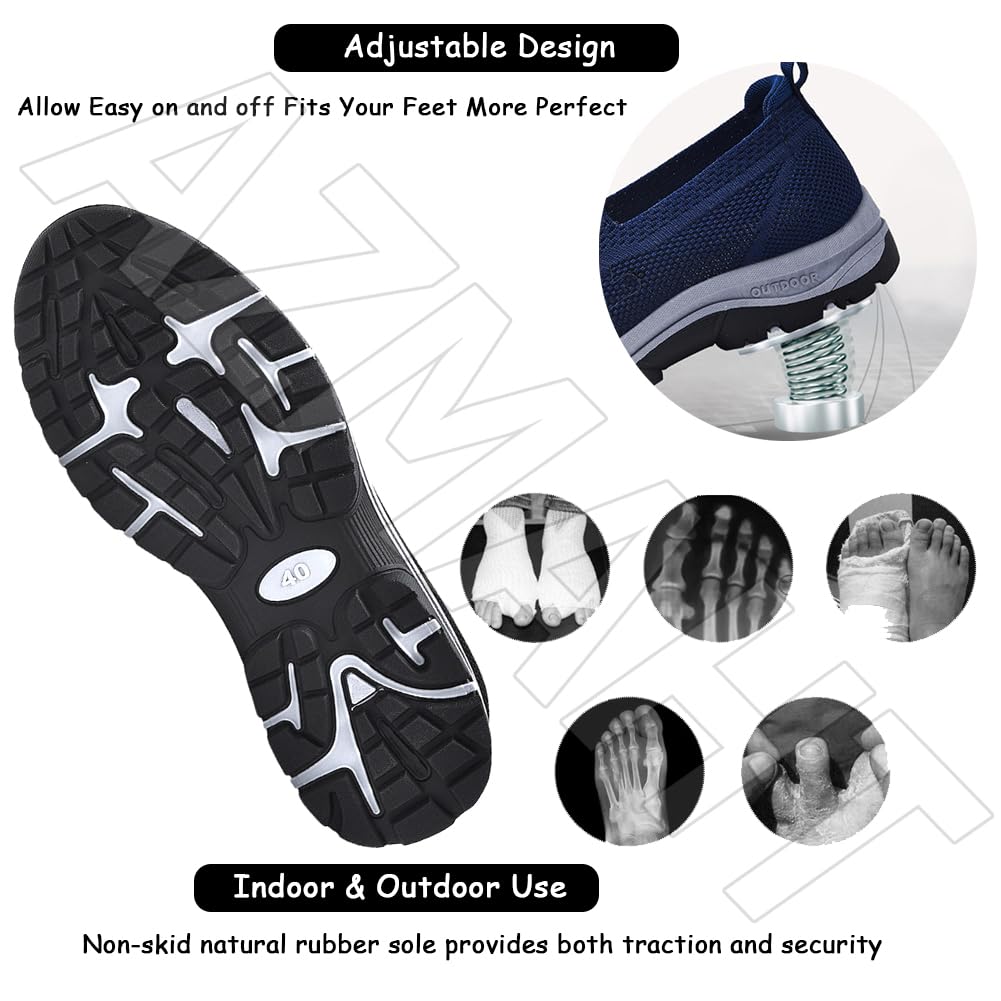 Adjustable Design
Allow Easy on and off Fits Your Feet More Perfect
OUTDOOR
40
Indoor & Outdoor Use
Non-skid natural rubber sole provides both traction and security
AZMAUT